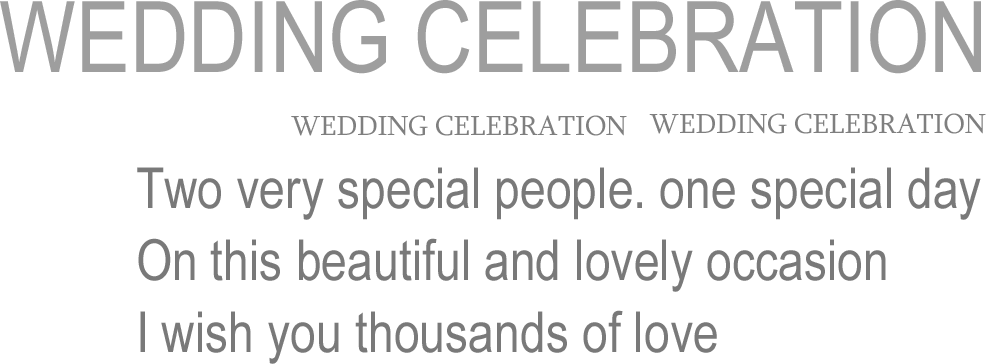 WEDDING CELEBRATION
WEDDING CELEBRATION WEDDING CELEBRATION
Two very special people. one special day
On this beautiful and lovely occasion
I wish you thousands of love